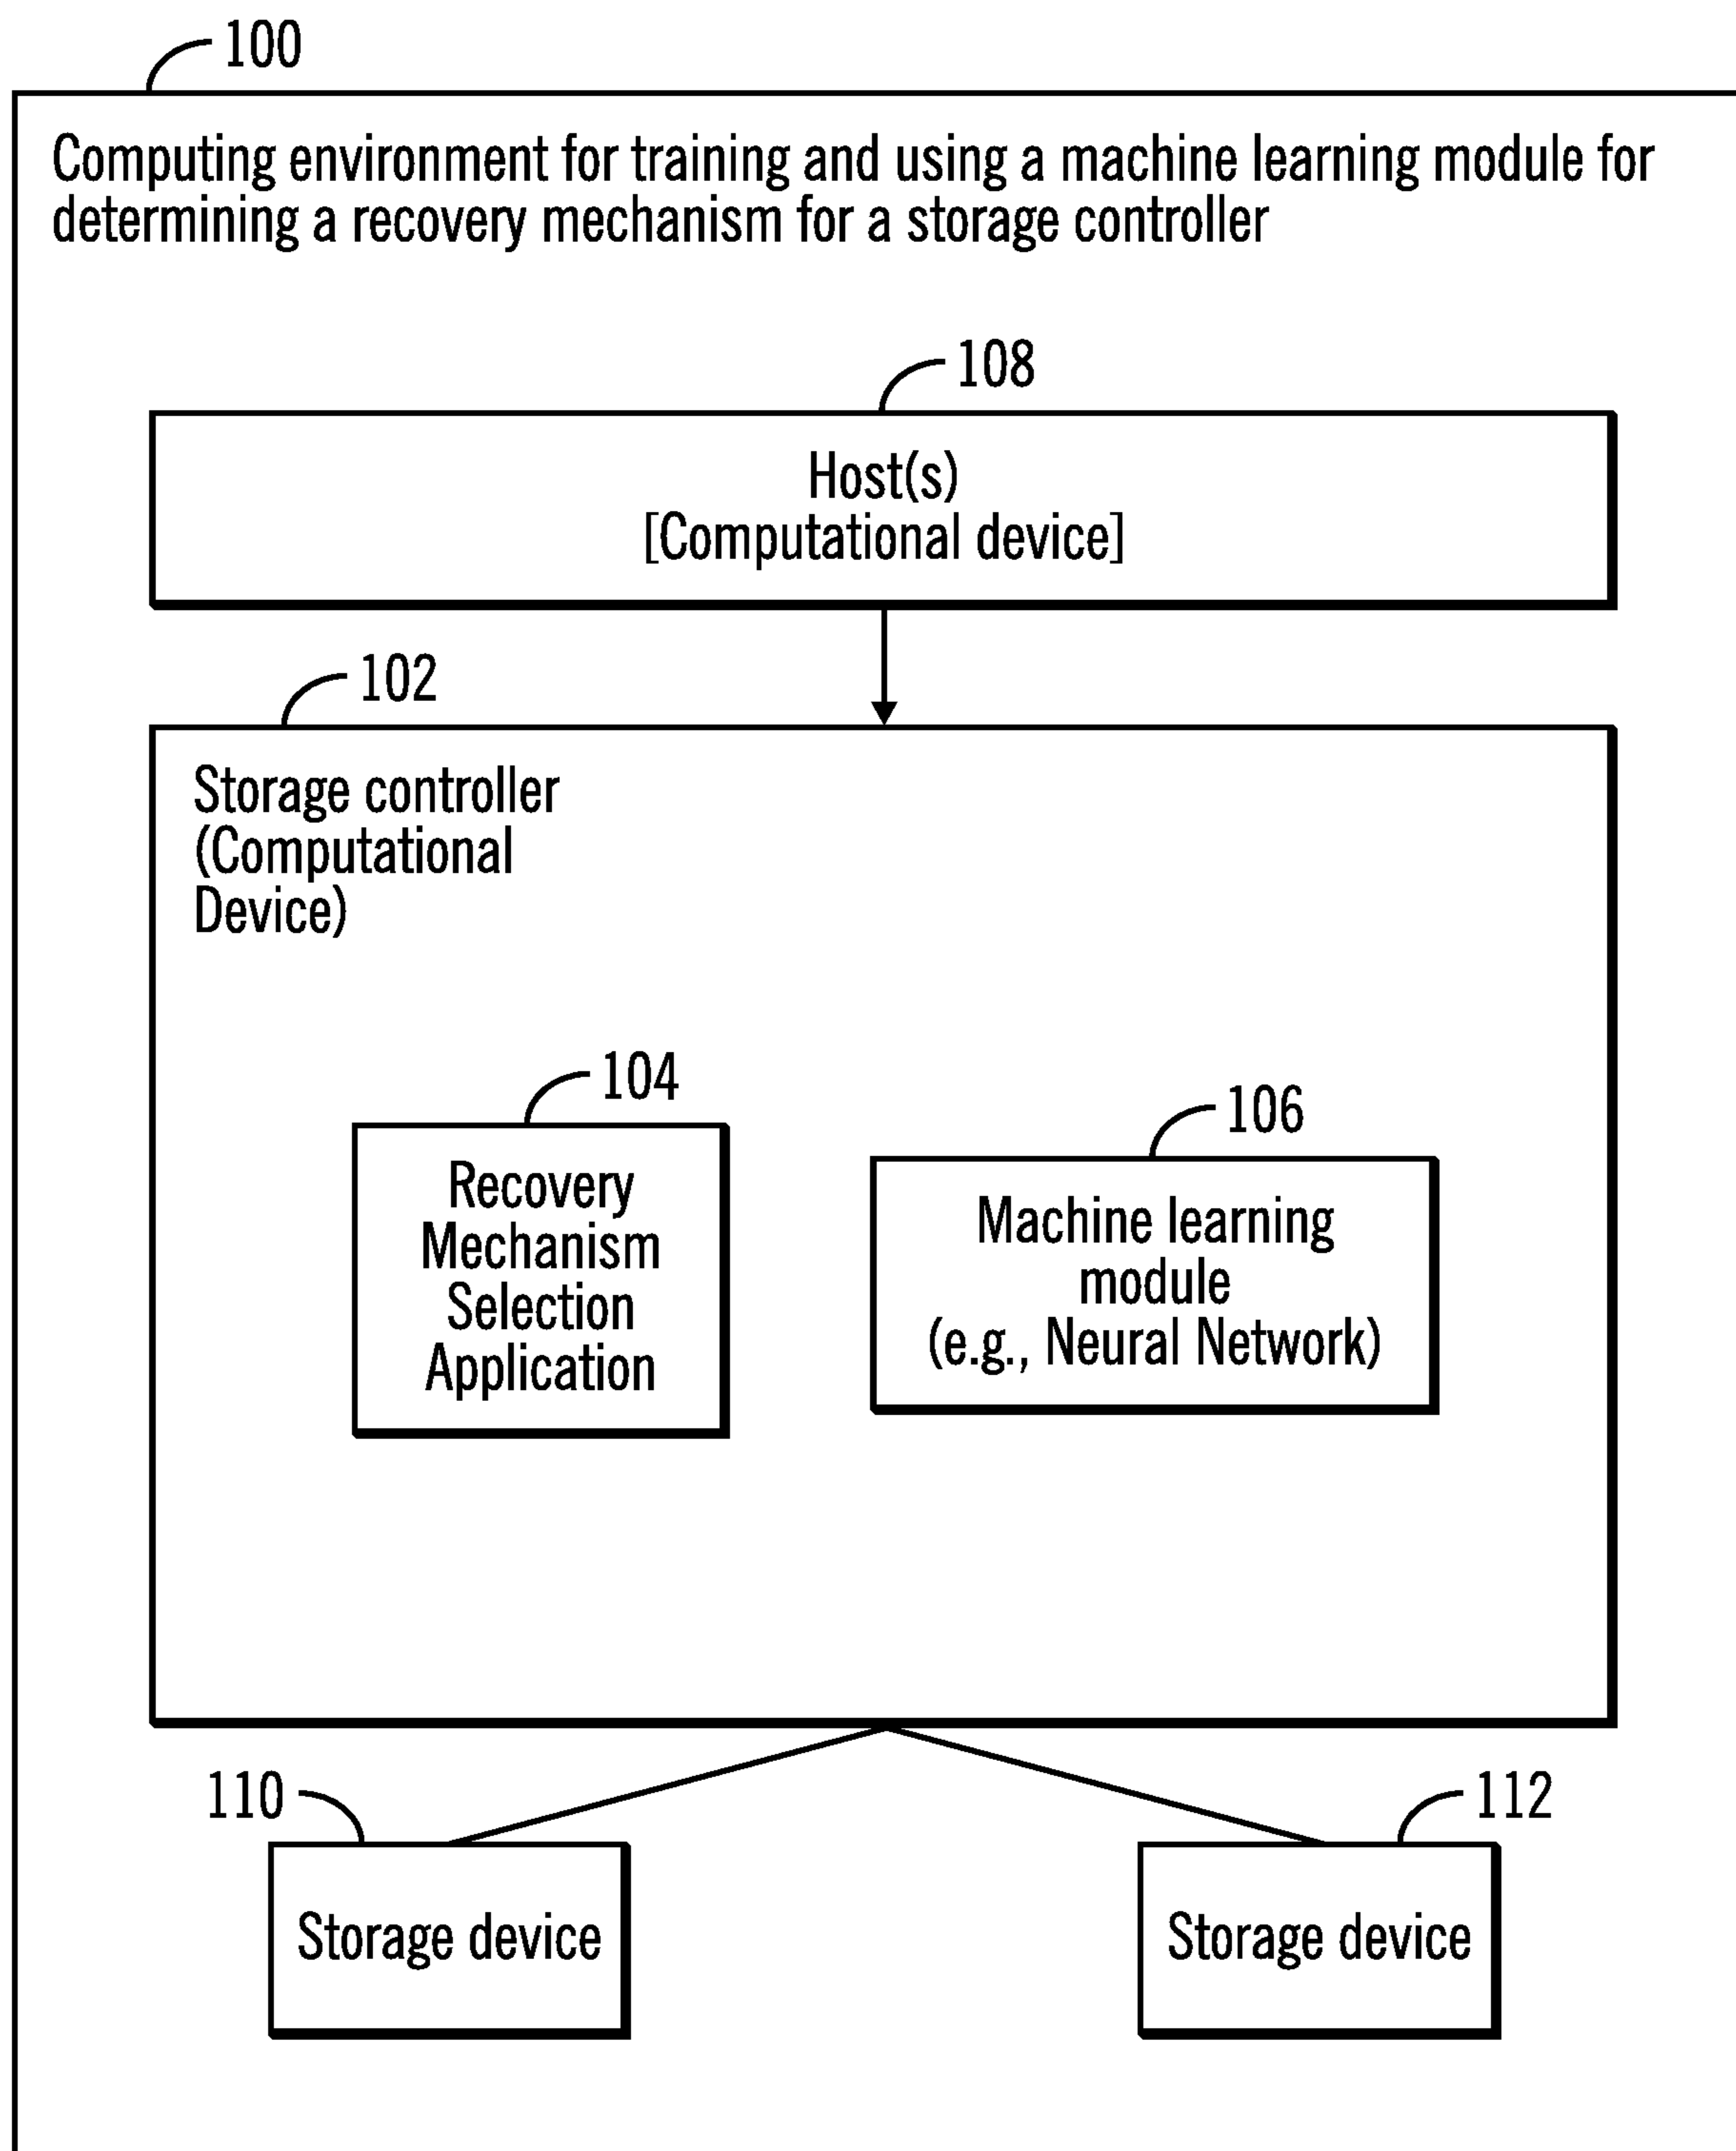 100
Computing environment for training and using a machine learning module for
determining a recovery mechanism for a storage controller
108
Host(s)
[Computational device]
102
Storage controller
(Computational
Device)
104
Recovery
Mechanism
Selection
Application
106
Machine learning
module
(e.g., Neural Network)
110
Storage device
112
Storage device